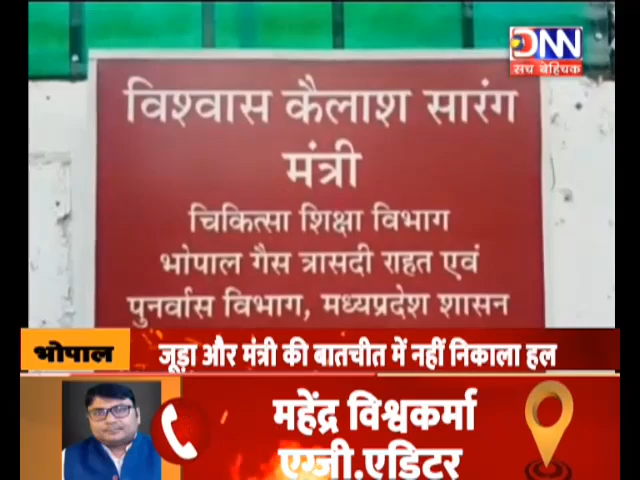 DNN
सच बेहिचक
विश्वास कैलाश सारंग
मंत्री
चिकित्सा शिक्षा विभाग
भोपाल गैस त्रासदी राहत एवं
पुनर्वास विभाग, मध्यप्रदेश शासन
भोपाल
जूड़ा और मंत्री की बातचीत में नहीं निकाला हल
महेंद्र विश्वकर्मा
एग्जी.एडिटर